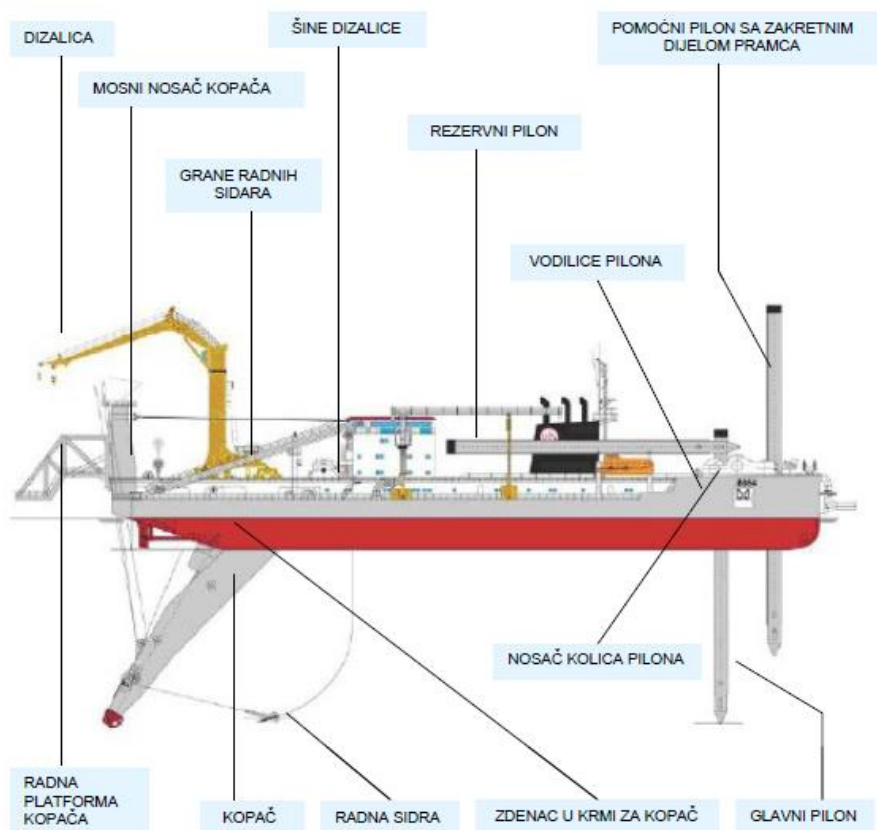 DIZALICA
ŠINE DIZALICE
POMOĆNI PILON SA ZAKRETNIM
DIJELOM PRAMCA
MOSNI NOSAČ KOPAČA
REZERVNI PILON
GRANE RADNIH
SIDARA
VODILICE PILONA
NOSAČ KOLICA PILONA
RADNA
PLATFORMA
KOPAČA
KOPAČ
RADNA SIDRA
ZDENAC U KRMI ZA KOPAČ
GLAVNI PILON